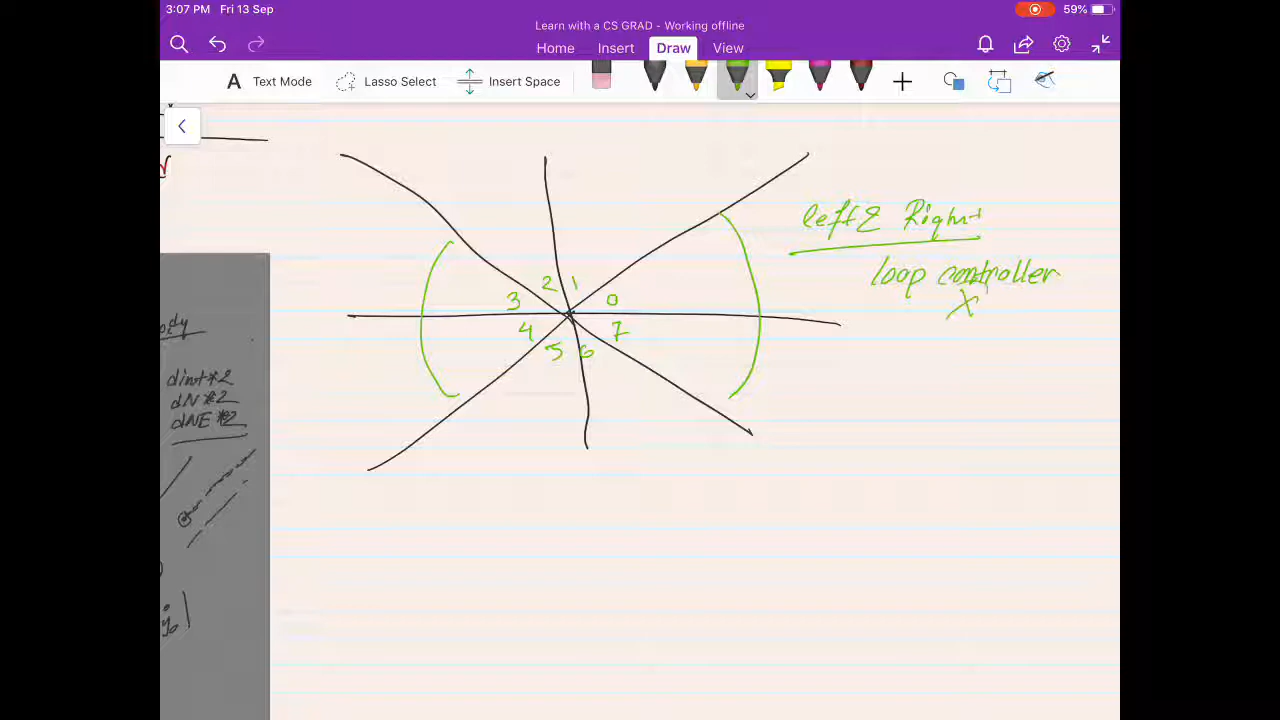 3:07 PM Fri 13 Sep
59%
Learn with a CS GRAD - Working offline
Home Insert Draw View
A Text Mode Lasso Select Insert Space
left & Right
loop controller
X
2 1
3 0
4 7
5 6
dint*2
dN *2
dNE *2